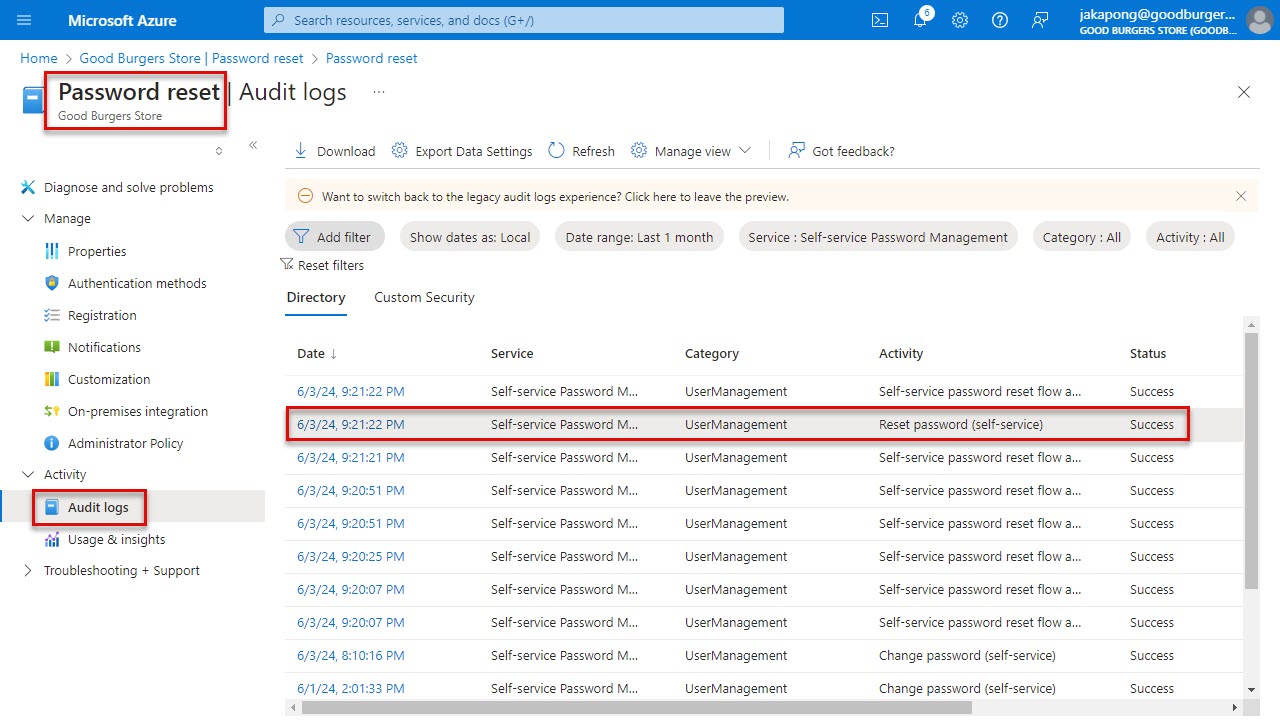 Microsoft Azure
Search resources, services, and docs (G+/)
6
jakapong@goodburger...
GOOD BURGERS STORE (GOODB...
Home > Good Burgers Store | Password reset > Password reset
Password reset | Audit logs ...
Good Burgers Store
Download Export Data Settings Refresh Manage view Got feedback?
Want to switch back to the legacy audit logs experience? Click here to leave the preview.
Add filter Show dates as: Local Date range: Last 1 month Service : Self-service Password Management Category : All Activity : All
Reset filters
Directory Custom Security
Diagnose and solve problems
Manage
Properties
Authentication methods
Registration
Notifications
Customization
On-premises integration
Administrator Policy
Activity
Audit logs
Usage & insights
Troubleshooting + Support
Date ↓ Service Category Activity Status
6/3/24, 9:21:22 PM Self-service Password M... UserManagement Self-service password reset flow a... Success
6/3/24, 9:21:22 PM Self-service Password M... UserManagement Reset password (self-service) Success
6/3/24, 9:21:21 PM Self-service Password M... UserManagement Self-service password reset flow a... Success
6/3/24, 9:20:51 PM Self-service Password M... UserManagement Self-service password reset flow a... Success
6/3/24, 9:20:51 PM Self-service Password M... UserManagement Self-service password reset flow a... Success
6/3/24, 9:20:25 PM Self-service Password M... UserManagement Self-service password reset flow a... Success
6/3/24, 9:20:07 PM Self-service Password M... UserManagement Self-service password reset flow a... Success
6/3/24, 9:20:07 PM Self-service Password M... UserManagement Self-service password reset flow a... Success
6/3/24, 8:10:16 PM Self-service Password M... UserManagement Change password (self-service) Success
6/1/24, 2:01:33 PM Self-service Password M... UserManagement Change password (self-service) Success